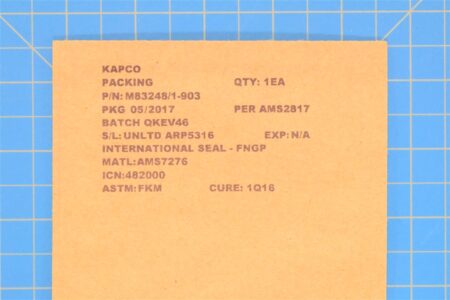 KAPCO
PACKING QTY: 1EA
P/N: M83248/1-903
PKG 05/2017 PER AMS2817
BATCH QKEV46
S/L: UNLTD ARP5316 EXP: N/A
INTERNATIONAL SEAL - FNGP
MATL: AMS7276
ICN: 482000
ASTM: FKM CURE: 1Q16